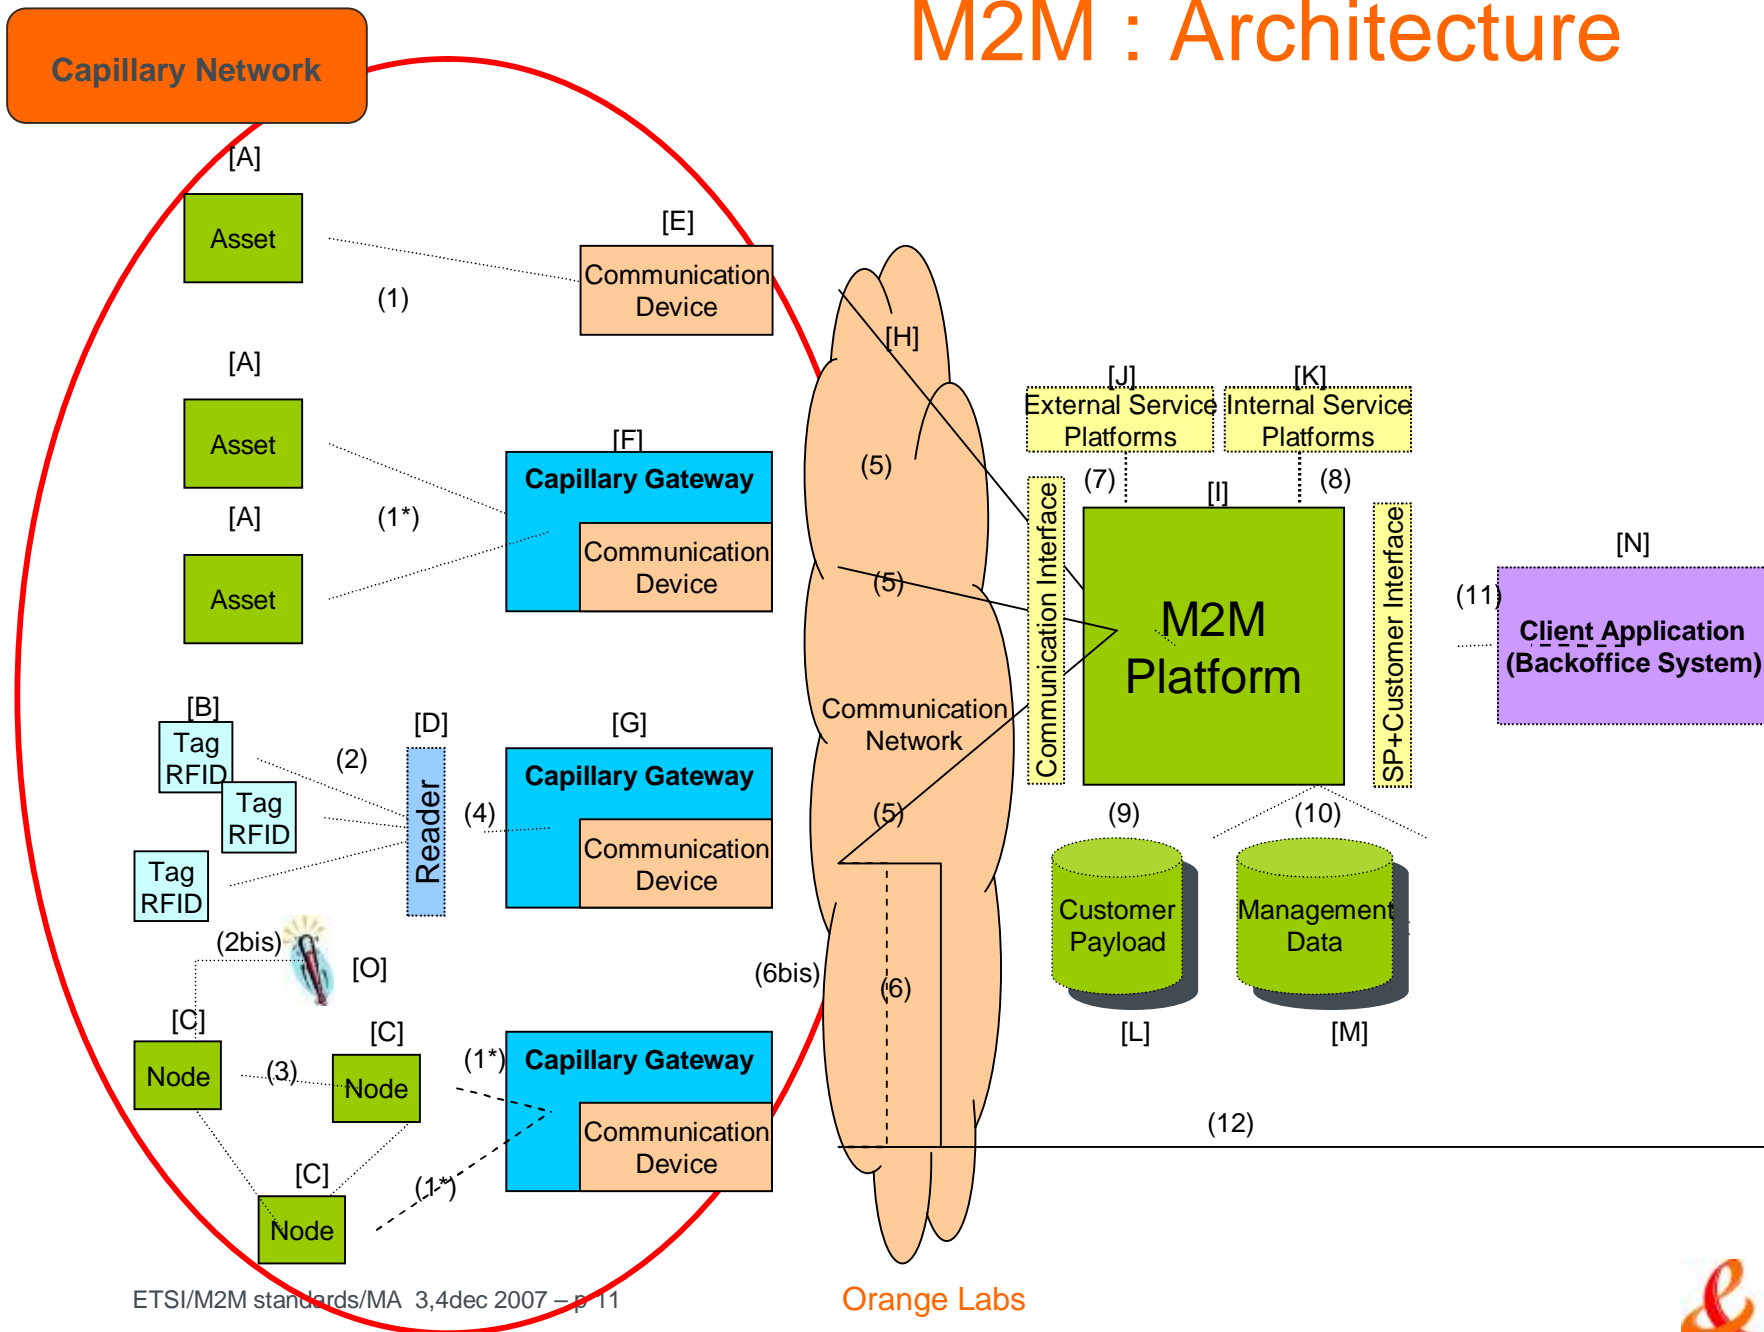 M2M : Architecture
Capillary Network
[A]
Asset
(1)
[E]
Communication
Device
[A]
Asset
[A]
(1*)
Asset
[F]
Capillary Gateway
Communication
Device
[H]
(5)
(5)
Communication
Network
(5)
(6bis)
(6)
[J]
External Service
Platforms
[K]
Internal Service
Platforms
(7)
[I]
(8)
Communication Interface
M2M
Platform
SP+Customer Interface
[N]
(11)
Client Application
(Backoffice System)
[B]
Tag
RFID
Tag
RFID
Tag
RFID
(2)
[D]
Reader
(4)
[G]
Capillary Gateway
Communication
Device
(9)
(10)
Customer
Payload
Management
Data
[L]
[M]
(2bis)
[O]
[C]
Node
(3)
[C]
Node
(1*)
[C]
Node
(1*)
Capillary Gateway
Communication
Device
(12)
ETSI/M2M standards/MA 3,4dec 2007 – p 11
Orange Labs